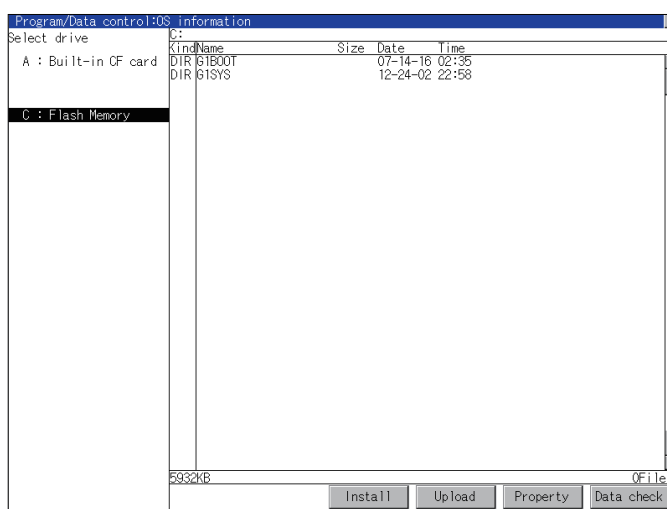 Program/Data control:OS information
Select drive
A : Built-in CF card
C : Flash Memory
C:
Kind Name Size Date Time
DIR G1BOOT 07-14-16 02:35
DIR G1SYS 12-24-02 22:58
5932KB 0File
Install Upload Property Data check